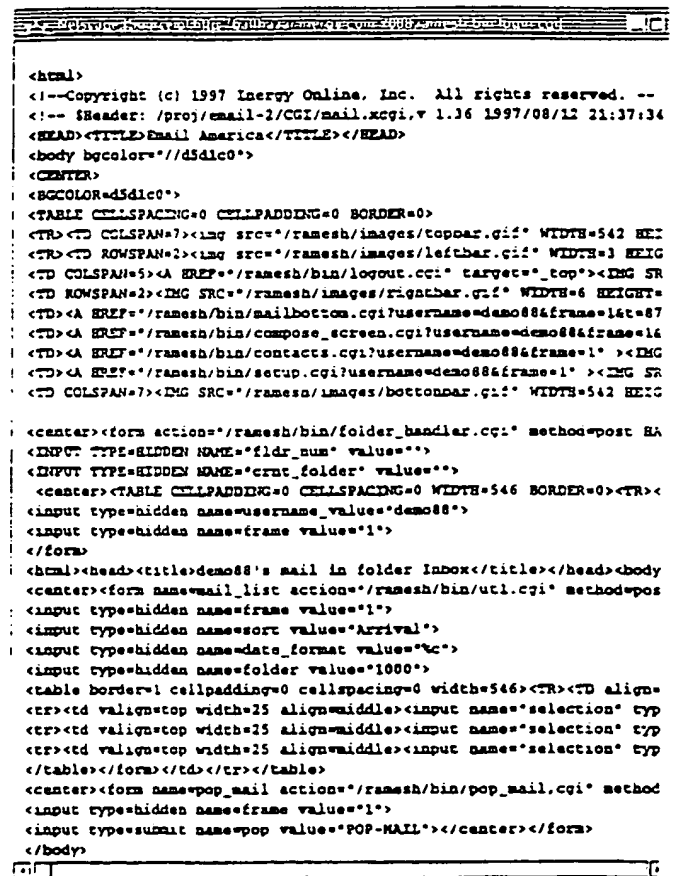 <html>
<!--Copyright (c) 1997 Inergy Online, Inc. All rights reserved. --
<!-- $Header: /proj/email-2/CGI/mail.xcgi,v 1.36 1997/08/12 21:37:34
<HEAD><TITLE>Email America</TITLE></HEAD>
<body bgcolor="//d5d1c0">
<CENTER>
<BGCOLOR=d5d1c0">
<TABLE CELLSPACING=0 CELLPADDING=0 BORDER=0>
<TR><TD COLSPAN=7><img src="/ramesh/images/topbar.gif" WIDTH=542 HEI
<TR><TD ROWSPAN=2><img src="/ramesh/images/leftbar.gif" WIDTH=3 HEIG
<TD COLSPAN=5><A HREF="/ramesh/bin/logout.cgi" target="_top"><IMG SR
<TD ROWSPAN=2><IMG SRC="/ramesh/images/rightbar.gif" WIDTH=6 HEIGHT=
<TD><A HREF="/ramesh/bin/mailbottom.cgi?username=demo88&frame=1&t=87
<TD><A HREF="/ramesh/bin/compose_screen.cgi?username=demo88&frame=1&
<TD><A HREF="/ramesh/bin/contacts.cgi?username=demo88&frame=1" ><IMG
<TD><A HREF="/ramesh/bin/setup.cgi?username=demo88&frame=1" ><IMG SR
<TD COLSPAN=7><IMG SRC="/ramesh/images/bottombar.gif" WIDTH=542 HEIG
<center><form action="/ramesh/bin/folder_handler.cgi" method=post NA
<INPUT TYPE=HIDDEN NAME="fldr_num" value="">
<INPUT TYPE=HIDDEN NAME="crnt_folder" value="">
<center><TABLE CELLPADDING=0 CELLSPACING=0 WIDTH=546 BORDER=0><TR><
<input type=hidden name=username value="demo88">
<input type=hidden name=frame value="1">
</form>
<html><head><title>demo88's mail in folder Inbox</title></head><body
<center><form name=mail_list action="/ramesh/bin/utl.cgi" method=pos
<input type=hidden name=frame value="1">
<input type=hidden name=sort value="Arrival">
<input type=hidden name=date_format value="%c">
<input type=hidden name=folder value="1000">
<table border=1 cellpadding=0 cellspacing=0 width=546><TR><TD align=
<tr><td valign=top width=25 align=middle><input name="selection" typ
<tr><td valign=top width=25 align=middle><input name="selection" typ
<tr><td valign=top width=25 align=middle><input name="selection" typ
</table></form></td></tr></table>
<center><form name=pop_mail action="/ramesh/bin/pop_mail.cgi" method
<input type=hidden name=frame value="1">
<input type=submit name=pop value="POP-MAIL"></center></form>
</body>